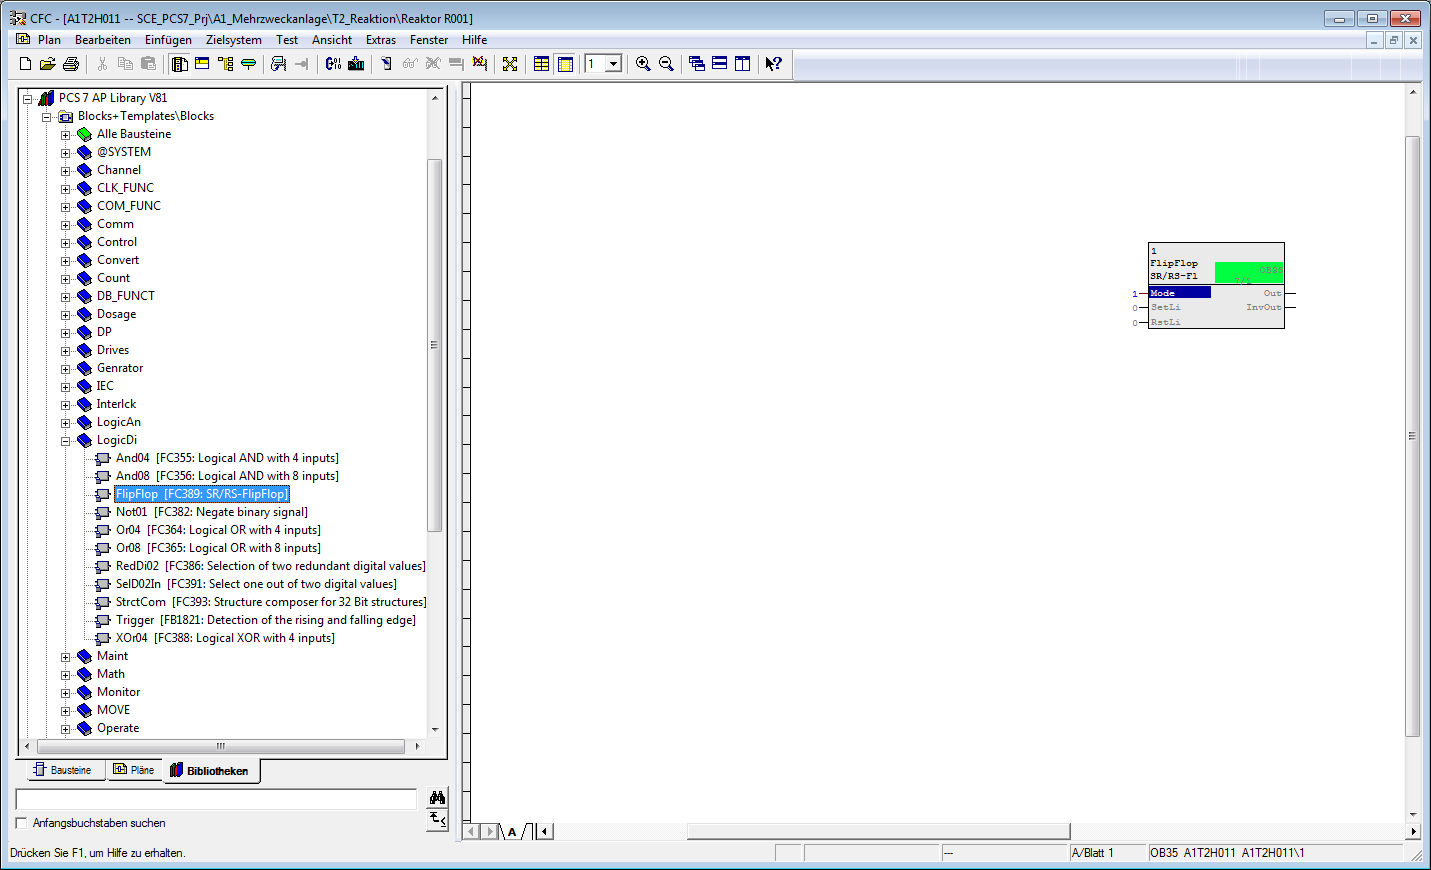 CFC - [A1T2H011 -- SCE_PCS7_Prj\A1_Mehrzweckanlage\T2_Reaktion\Reaktor R001]
Plan Bearbeiten Einfügen Zielsystem Test Ansicht Extras Fenster Hilfe
1
PCS 7 AP Library V81
Blocks+Templates\Blocks
Alle Bausteine
@SYSTEM
Channel
CLK_FUNC
COM_FUNC
Comm
Control
Convert
Count
DB_FUNCT
Dosage
DP
Drives
Genrator
IEC
Interlck
LogicAn
LogicDi
And04 [FC355: Logical AND with 4 inputs]
And08 [FC356: Logical AND with 8 inputs]
FlipFlop [FC389: SR/RS-FlipFlop]
Not01 [FC382: Negate binary signal]
Or04 [FC364: Logical OR with 4 inputs]
Or08 [FC365: Logical OR with 8 inputs]
RedDi02 [FC386: Selection of two redundant digital values]
SelD02In [FC391: Select one out of two digital values]
StrctCom [FC393: Structure composer for 32 Bit structures]
Trigger [FB1821: Detection of the rising and falling edge]
XOr04 [FC388: Logical XOR with 4 inputs]
Maint
Math
Monitor
MOVE
Operate
Bausteine Pläne Bibliotheken
Anfangsbuchstaben suchen
1
FlipFlop
SR/RS-Fl
OB35
7/1
1 Mode Out
0 SetLi InvOut
0 RstLi
A
Drücken Sie F1, um Hilfe zu erhalten.
---
A/Blatt 1
OB35 A1T2H011 A1T2H011\1